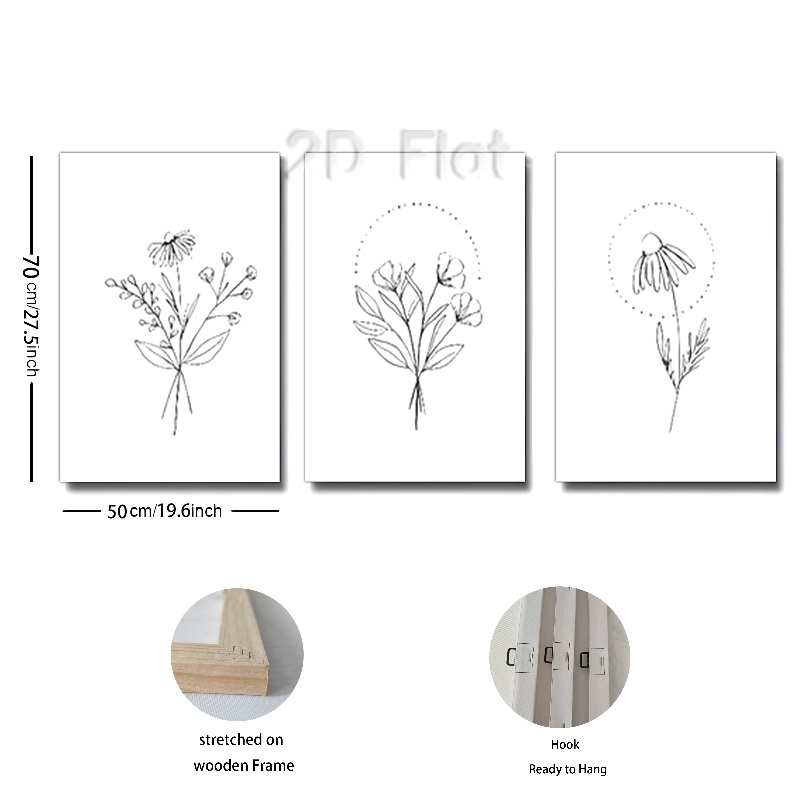 2D Flat
70 cm/27.5inch
50cm/19.6inch
stretched on
wooden Frame
Hook
Ready to Hang